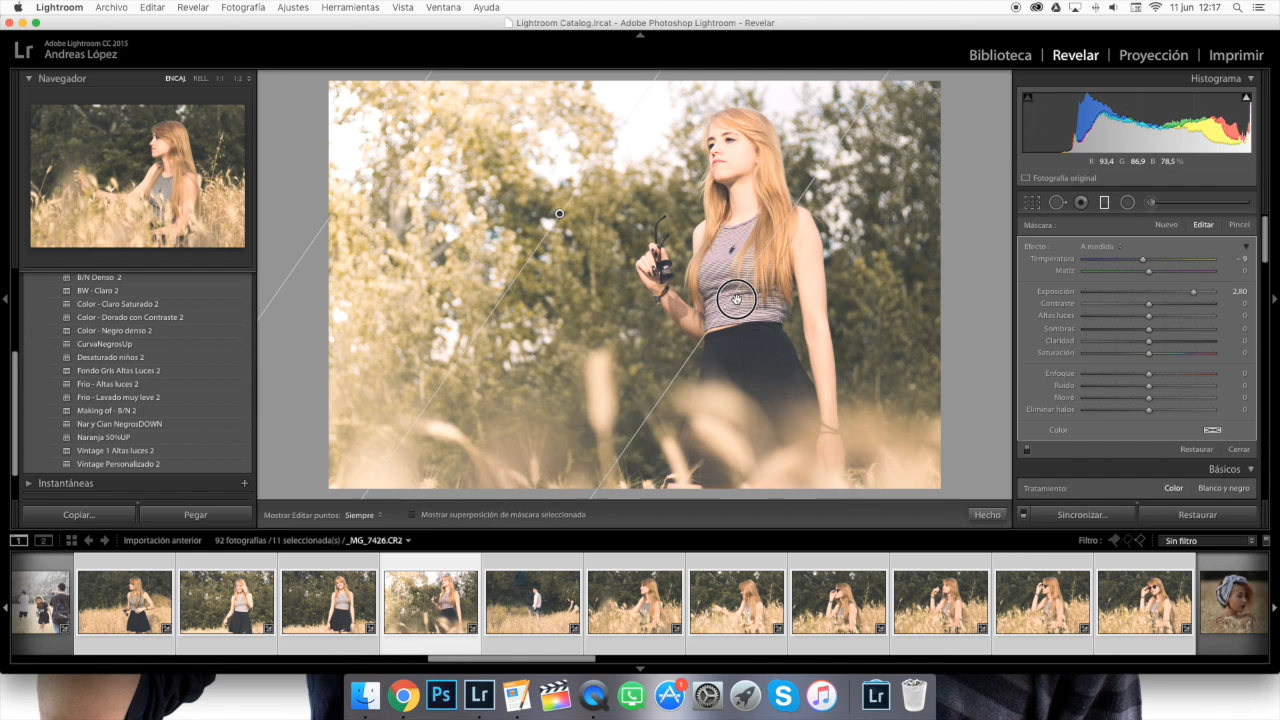 Lightroom Archivo Editar Revelar Fotografía Ajustes Herramientas Vista Ventana Ayuda 11 jun 12:17
Lightroom Catalog.lrcat - Adobe Photoshop Lightroom - Revelar
Lr Adobe Lightroom CC 2015
Andreas López
Biblioteca | Revelar | Proyección | Imprimir
Navegador ENCAJ. RELL. 1:1 1:2
Histograma
R 93,4 G 86,9 B 78,5 %
Fotografía original
Máscara : Nuevo Editar Pincel
Efecto : A medida
Temperatura - 9
Matiz 0
Exposición 2,80
Contraste 0
Altas luces 0
Sombras 0
Claridad 0
Saturación 0
Enfoque 0
Ruido 0
Moiré 0
Eliminar halos 0
Color
Restaurar Cerrar
Básicos
Tratamiento : Color Blanco y negro
Sincronizar... Restaurar
B/N Denso 2
BW - Claro 2
Color - Claro Saturado 2
Color - Dorado con Contraste 2
Color - Negro denso 2
CurvaNegrosUp
Desaturado niños 2
Fondo Gris Altas Luces 2
Frio - Altas luces 2
Frio - Lavado muy leve 2
Making of - B/N 2
Nar y Cian NegrosDOWN
Naranja 50%UP
Vintage 1 Altas luces 2
Vintage Personalizado 2
Instantáneas +
Copiar... Pegar
Mostrar Editar puntos: Siempre Mostrar superposición de máscara seleccionada Hecho
1 2 Importación anterior 92 fotografías/11 seleccionada(s) /_MG_7426.CR2 Filtro : Sin filtro
Ps Lr 1 S Lr